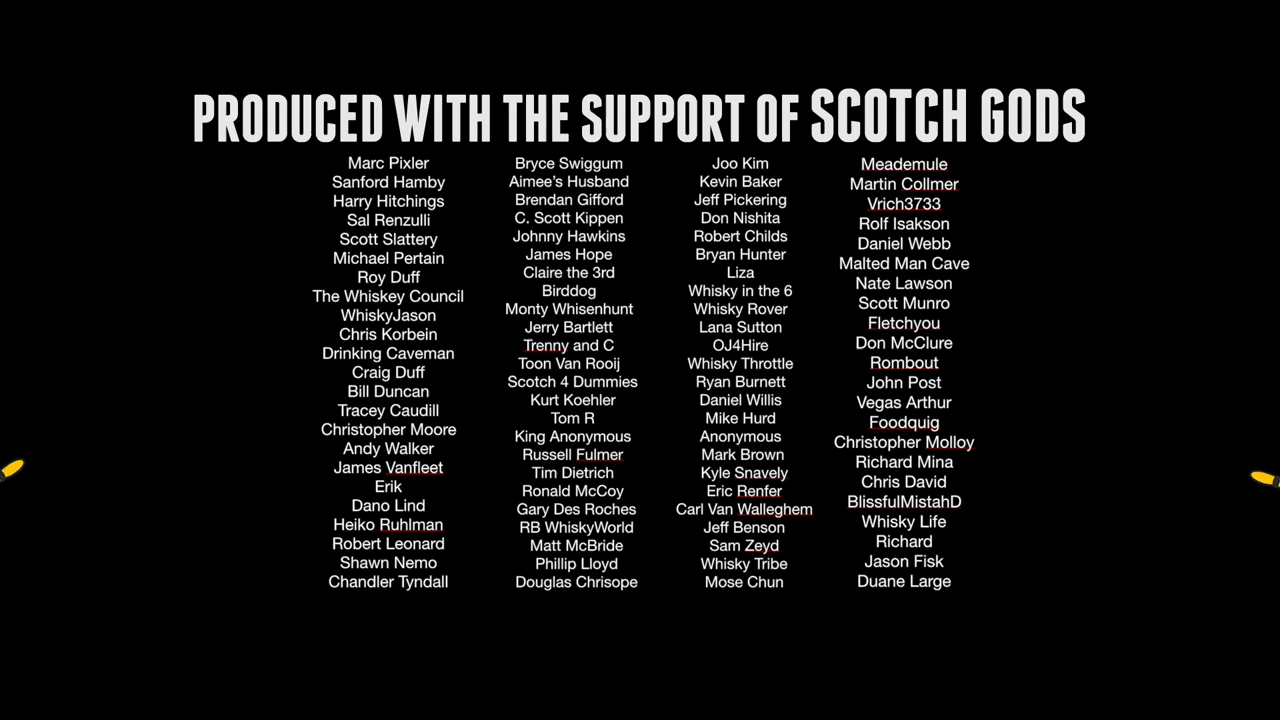 PRODUCED WITH THE SUPPORT OF SCOTCH GODS
Marc Pixler
Sanford Hamby
Harry Hitchings
Sal Renzulli
Scott Slattery
Michael Pertain
Roy Duff
The Whiskey Council
WhiskyJason
Chris Korbein
Drinking Caveman
Craig Duff
Bill Duncan
Tracey Caudill
Christopher Moore
Andy Walker
James Vanfleet
Erik
Dano Lind
Heiko Ruhlman
Robert Leonard
Shawn Nemo
Chandler Tyndall
Bryce Swiggum
Aimee's Husband
Brendan Gifford
C. Scott Kippen
Johnny Hawkins
James Hope
Claire the 3rd
Birddog
Monty Whisenhunt
Jerry Bartlett
Trenny and C
Toon Van Rooij
Scotch 4 Dummies
Kurt Koehler
Tom R
King Anonymous
Russell Fulmer
Tim Dietrich
Ronald McCoy
Gary Des Roches
RB WhiskyWorld
Matt McBride
Phillip Lloyd
Douglas Chrisope
Joo Kim
Kevin Baker
Jeff Pickering
Don Nishita
Robert Childs
Bryan Hunter
Liza
Whisky in the 6
Whisky Rover
Lana Sutton
OJ4Hire
Whisky Throttle
Ryan Burnett
Daniel Willis
Mike Hurd
Anonymous
Mark Brown
Kyle Snavely
Eric Renfer
Carl Van Walleghem
Jeff Benson
Sam Zeyd
Whisky Tribe
Mose Chun
Meademule
Martin Collmer
Vrich3733
Rolf Isakson
Daniel Webb
Malted Man Cave
Nate Lawson
Scott Munro
Fletchyou
Don McClure
Rombout
John Post
Vegas Arthur
Foodquig
Christopher Molloy
Richard Mina
Chris David
BlissfulMistahD
Whisky Life
Richard
Jason Fisk
Duane Large